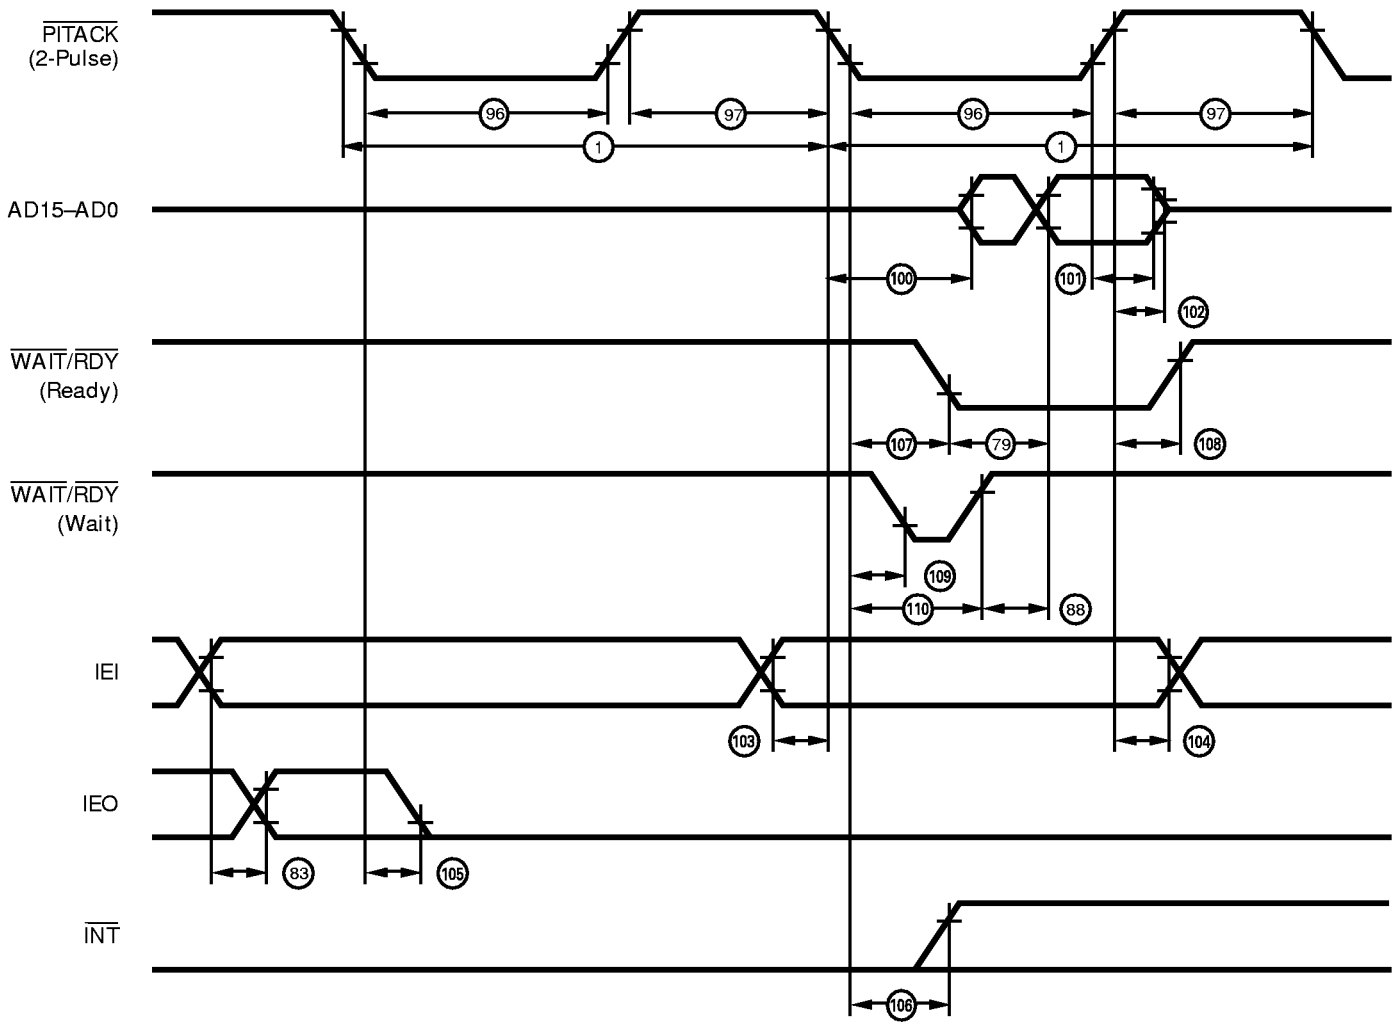 PITACK
(2-Pulse)
96
97
96
97
1
1
AD15–AD0
100
101
102
WAIT/RDY
(Ready)
107
79
108
WAIT/RDY
(Wait)
109
110
88
IEI
103
104
IEO
83
105
INT
106